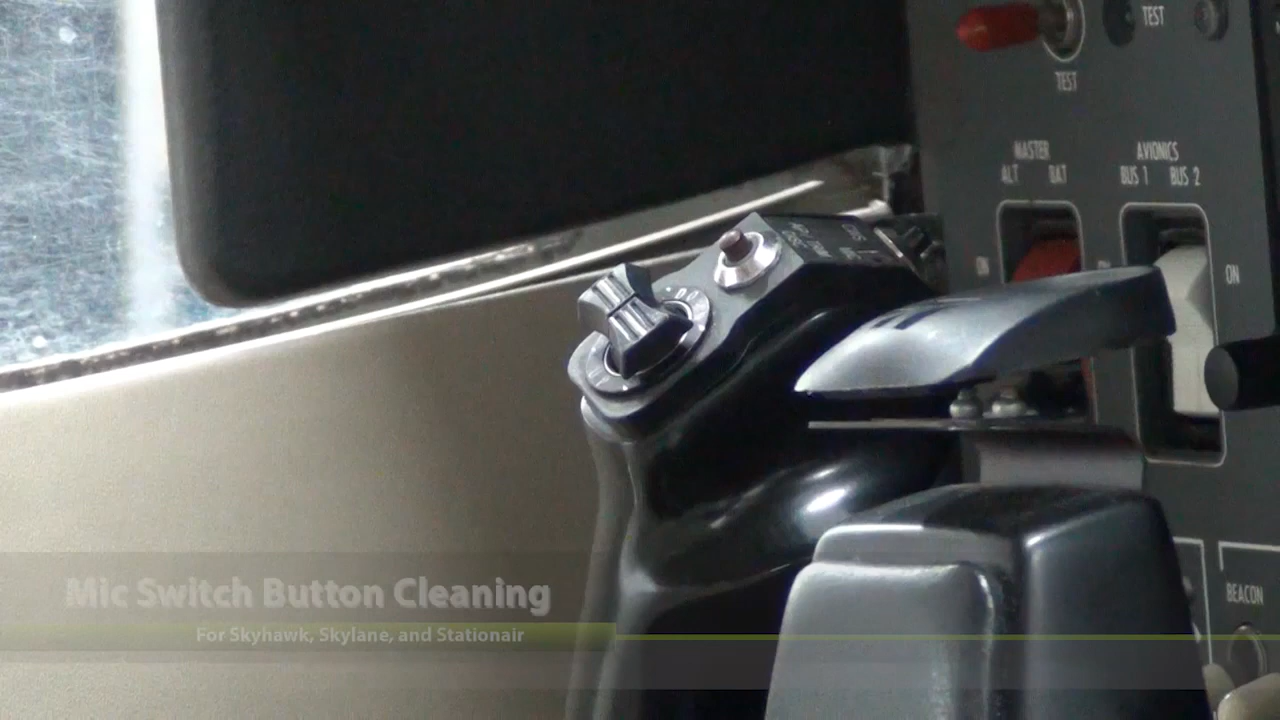 TEST
TEST
MASTER
ALT BAT
AVIONICS
BUS 1 BUS 2
ON
ON
BEACON
Mic Switch Button Cleaning
For Skyhawk, Skylane, and Stationair